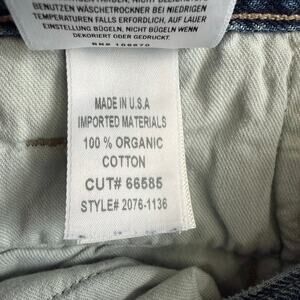 BENUTZEN WÄSCHETROCKNER BEI NIEDRIGEN
TEMPERATUREN FALLS ERFORDLICH, AUF LAUER
EINSTELLUNG BÜGELN, NICHT BÜGELN WENN
DEKORIERT ODER GEDRUCKT.
MADE IN U.S.A
IMPORTED MATERIALS
100 % ORGANIC
COTTON
CUT# 66585
STYLE# 2076-1136